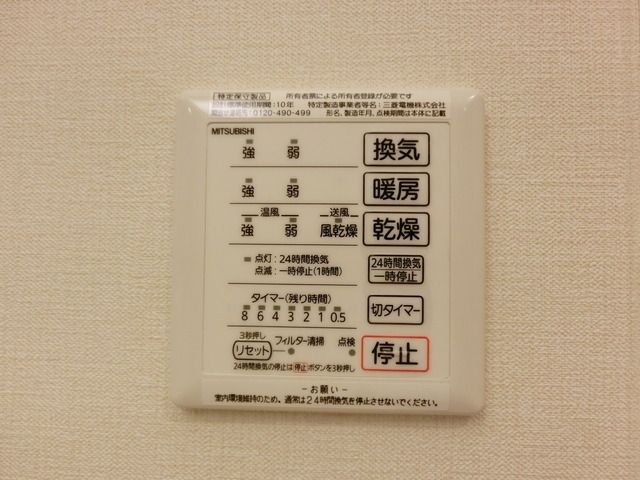 特定保守製品 所有者票による所有者登録が必要です
設計標準使用期間:10年 特定製造事業者等名:三菱電機株式会社
0120-490-499 形名、製造年月、点検期間は本体に記載
MITSUBISHI
強 弱 換気
強 弱 暖房
温風 送風
強 弱 風乾燥 乾燥
点灯:24時間換気
点滅:一時停止(1時間)
24時間換気
一時停止
タイマー(残り時間)
8 6 4 3 2 1 0.5
切タイマー
3秒押し
リセット フィルター清掃 点検
停止
24時間換気の停止は停止ボタンを3秒押し
-お願い-
室内環境維持のため、通常は24時間換気を停止させないでください。